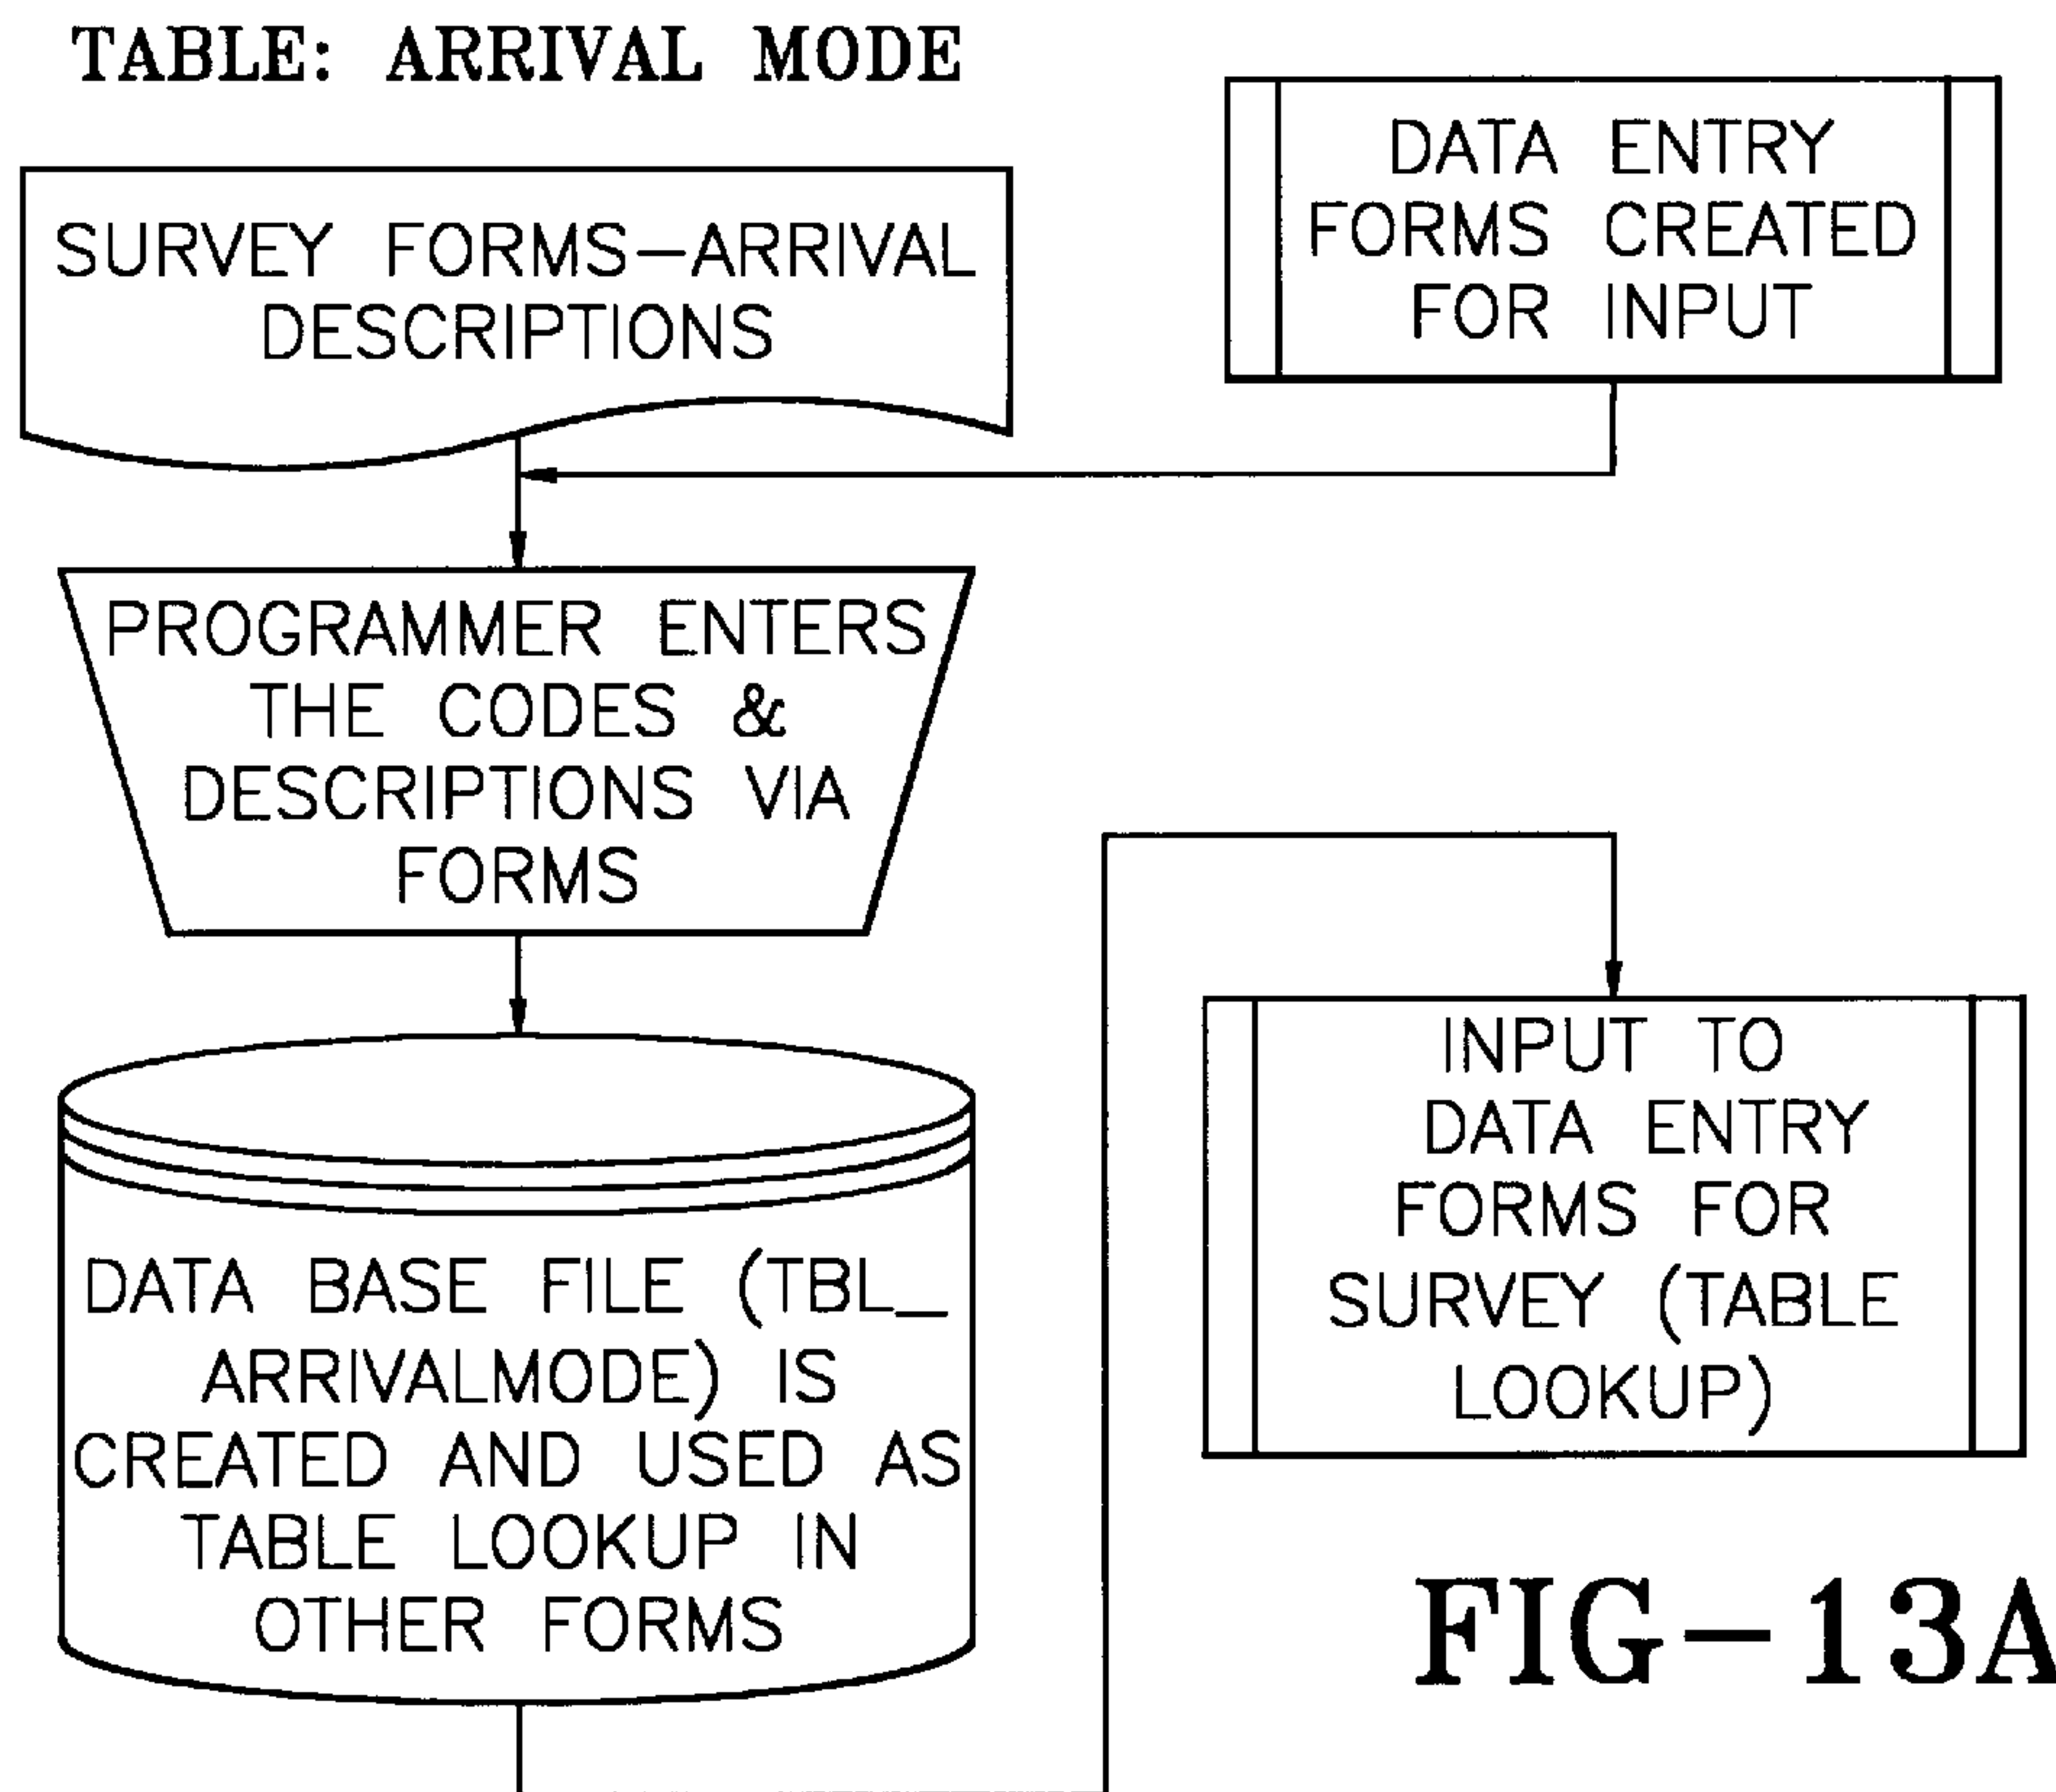 TABLE: ARRIVAL MODE
SURVEY FORMS-ARRIVAL
DESCRIPTIONS
DATA ENTRY
FORMS CREATED
FOR INPUT
PROGRAMMER ENTERS
THE CODES &
DESCRIPTIONS VIA
FORMS
DATA BASE FILE (TBL_
ARRIVALMODE) IS
CREATED AND USED AS
TABLE LOOKUP IN
OTHER FORMS
INPUT TO
DATA ENTRY
FORMS FOR
SURVEY (TABLE
LOOKUP)
FIG-13A